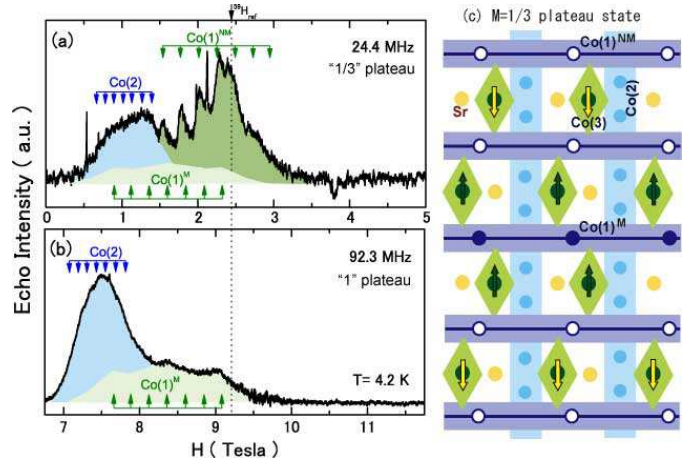 ⁵⁹H_ref
(a)
Co(1)^NM
24.4 MHz
"1/3" plateau
Co(2)
Co(1)^M
0 1 2 3 4 5
Echo Intensity ( a.u. )
(b)
Co(2)
92.3 MHz
"1" plateau
Co(1)^M
T= 4.2 K
7 8 9 10 11
H ( Tesla )
(c) M=1/3 plateau state
Co(1)^NM
Co(2)
Sr
Co(3)
Co(1)^M